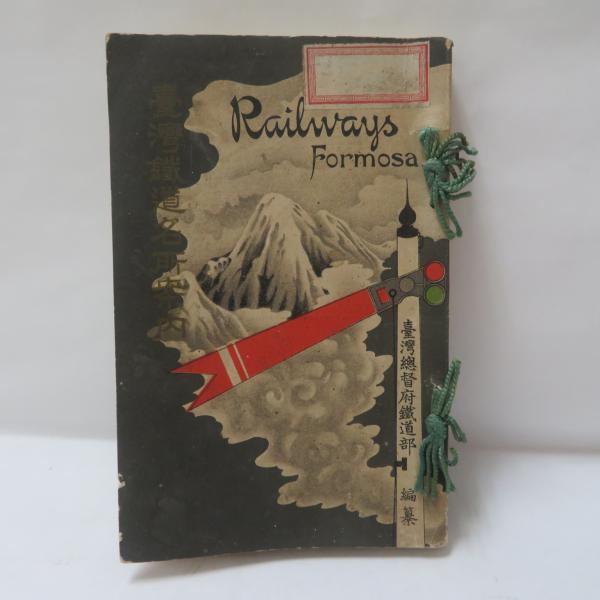 Railways
Formosa
臺灣鐵道名所案内
臺灣總督府鐵道部 編纂